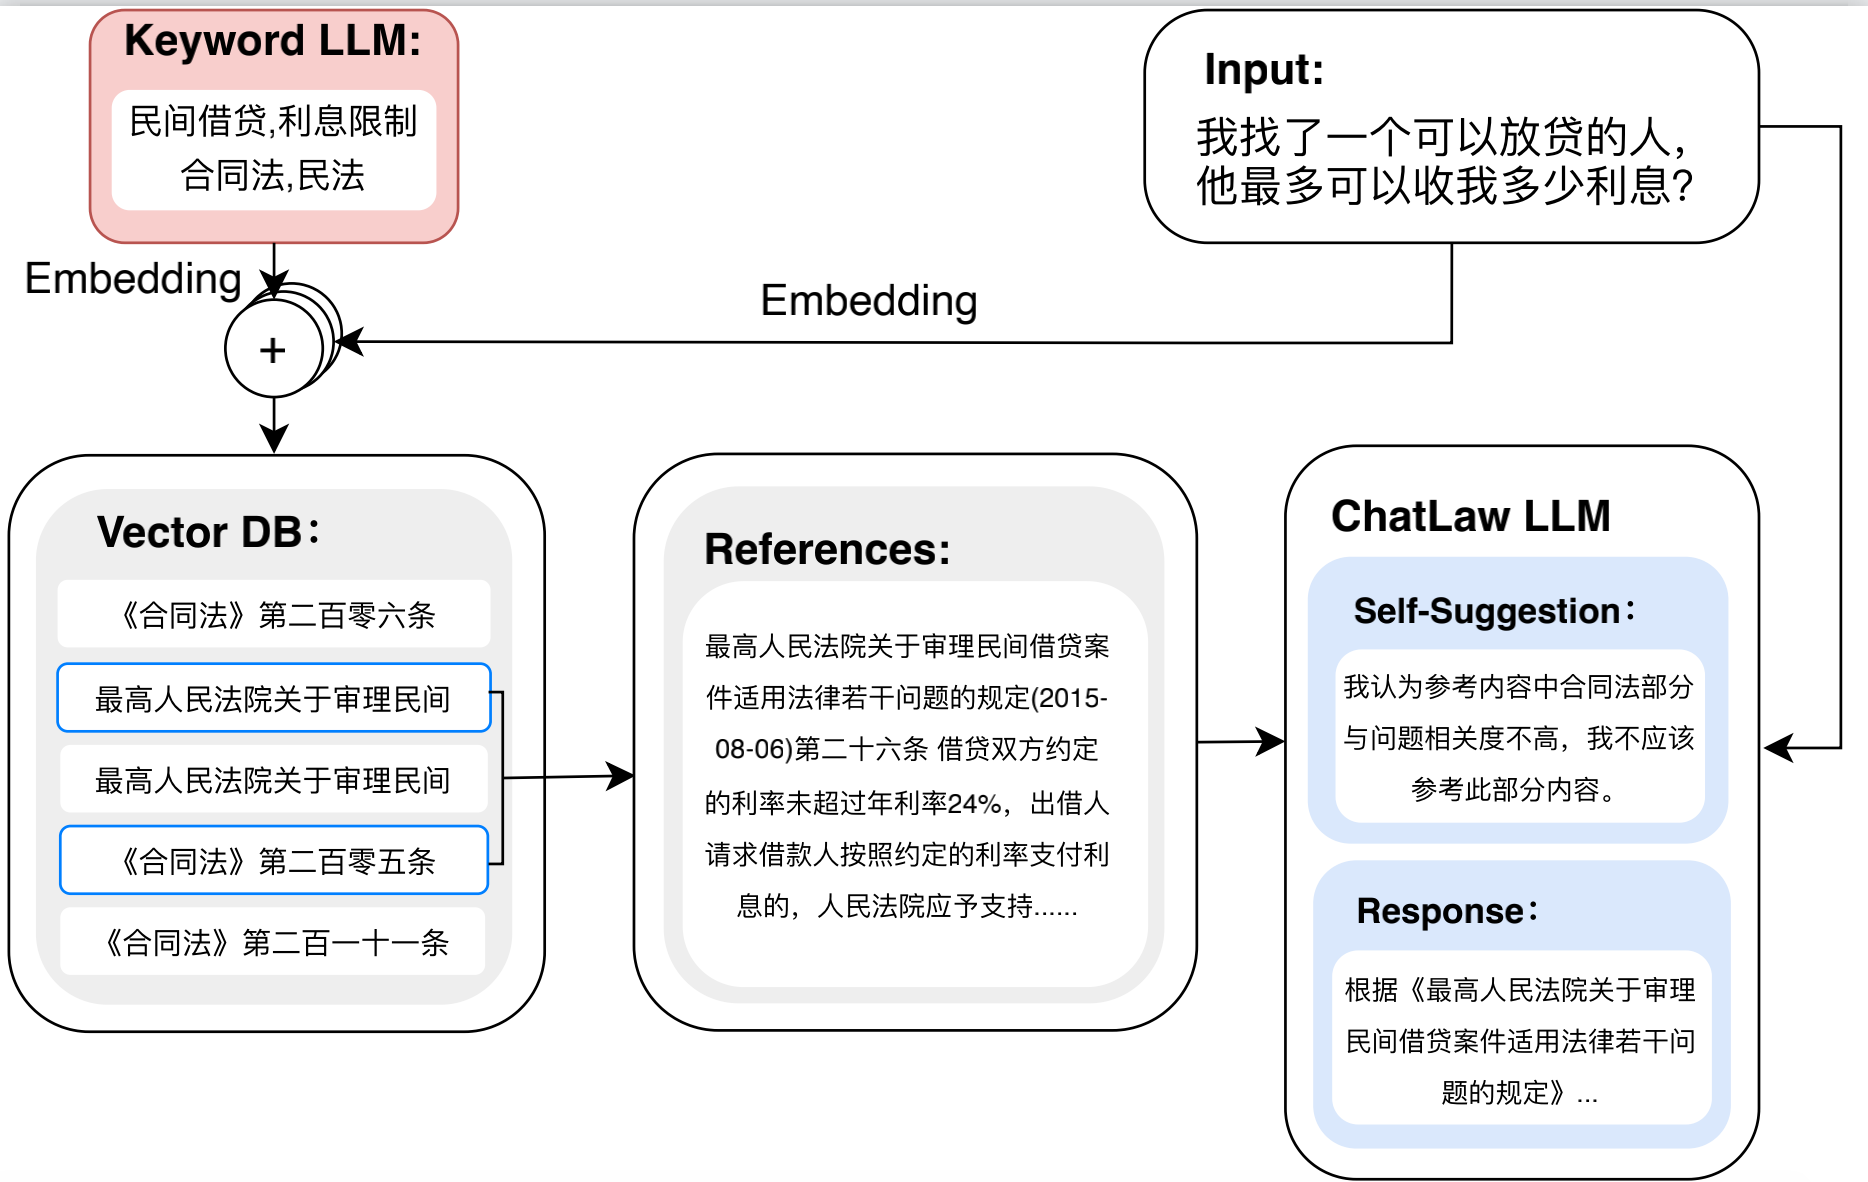 Keyword LLM:
民间借贷,利息限制
合同法,民法
Input:
我找了一个可以放贷的人，
他最多可以收我多少利息？
Embedding
Embedding
+
Vector DB：
《合同法》第二百零六条
最高人民法院关于审理民间
最高人民法院关于审理民间
《合同法》第二百零五条
《合同法》第二百一十一条
References:
最高人民法院关于审理民间借贷案
件适用法律若干问题的规定(2015-
08-06)第二十六条 借贷双方约定
的利率未超过年利率24%，出借人
请求借款人按照约定的利率支付利
息的，人民法院应予支持......
ChatLaw LLM
Self-Suggestion：
我认为参考内容中合同法部分
与问题相关度不高，我不应该
参考此部分内容。
Response：
根据《最高人民法院关于审理
民间借贷案件适用法律若干问
题的规定》...